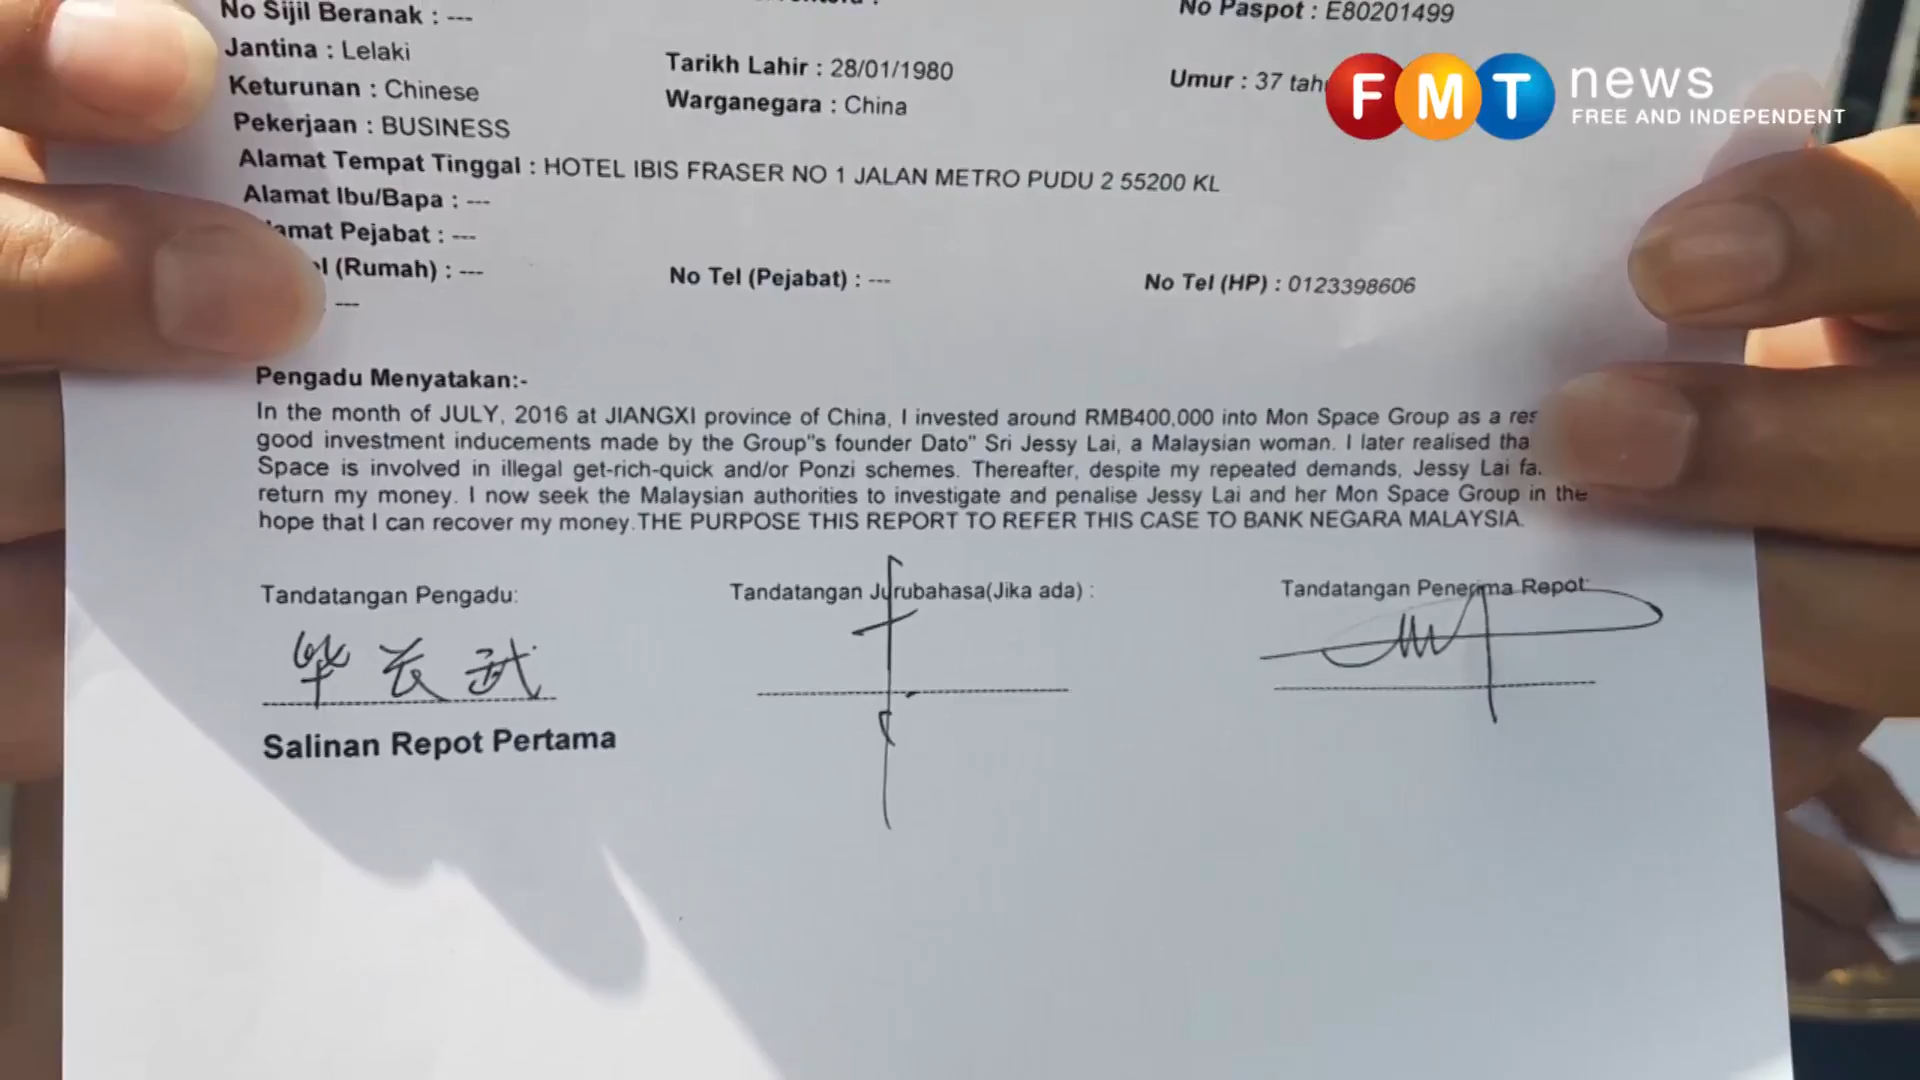 No Sijil Beranak : ---
No Paspot : E80201499
Jantina : Lelaki
Tarikh Lahir : 28/01/1980
Umur : 37
Keturunan : Chinese
Warganegara : China
Pekerjaan : BUSINESS
Alamat Tempat Tinggal : HOTEL IBIS FRASER NO 1 JALAN METRO PUDU 2 55200 KL
Alamat Ibu/Bapa : ---
Pejabat : ---
(Rumah) : ---
No Tel (Pejabat) : ---
No Tel (HP) : 0123398606
---
FMT news
FREE AND INDEPENDENT
Pengadu Menyatakan:-
In the month of JULY, 2016 at JIANGXI province of China, I invested around RMB400,000 into Mon Space Group as a
good investment inducements made by the Group"s founder Dato" Sri Jessy Lai, a Malaysian woman. I later realised
Space is involved in illegal get-rich-quick and/or Ponzi schemes. Thereafter, despite my repeated demands, Jessy Lai
return my money. I now seek the Malaysian authorities to investigate and penalise Jessy Lai and her Mon Space Group in the
hope that I can recover my money.THE PURPOSE THIS REPORT TO REFER THIS CASE TO BANK NEGARA MALAYSIA.
Tandatangan Pengadu:
Tandatangan Jurubahasa(Jika ada) :
Tandatangan Penerima Repot:
华长武
Salinan Repot Pertama